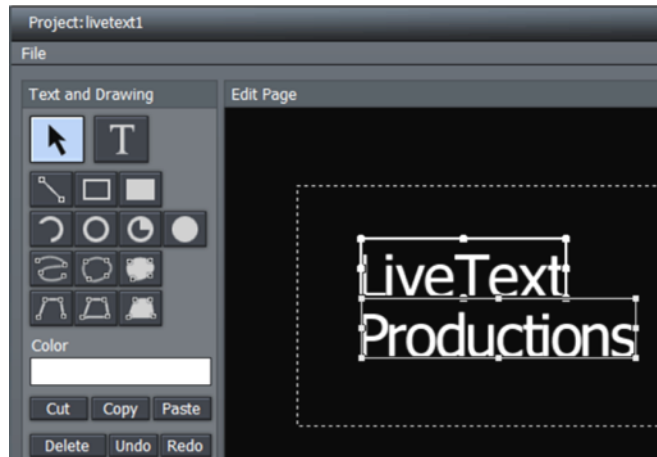 Project: livetext1
File
Text and Drawing
Edit Page
T
LiveText
Productions
Color
Cut Copy Paste
Delete Undo Redo